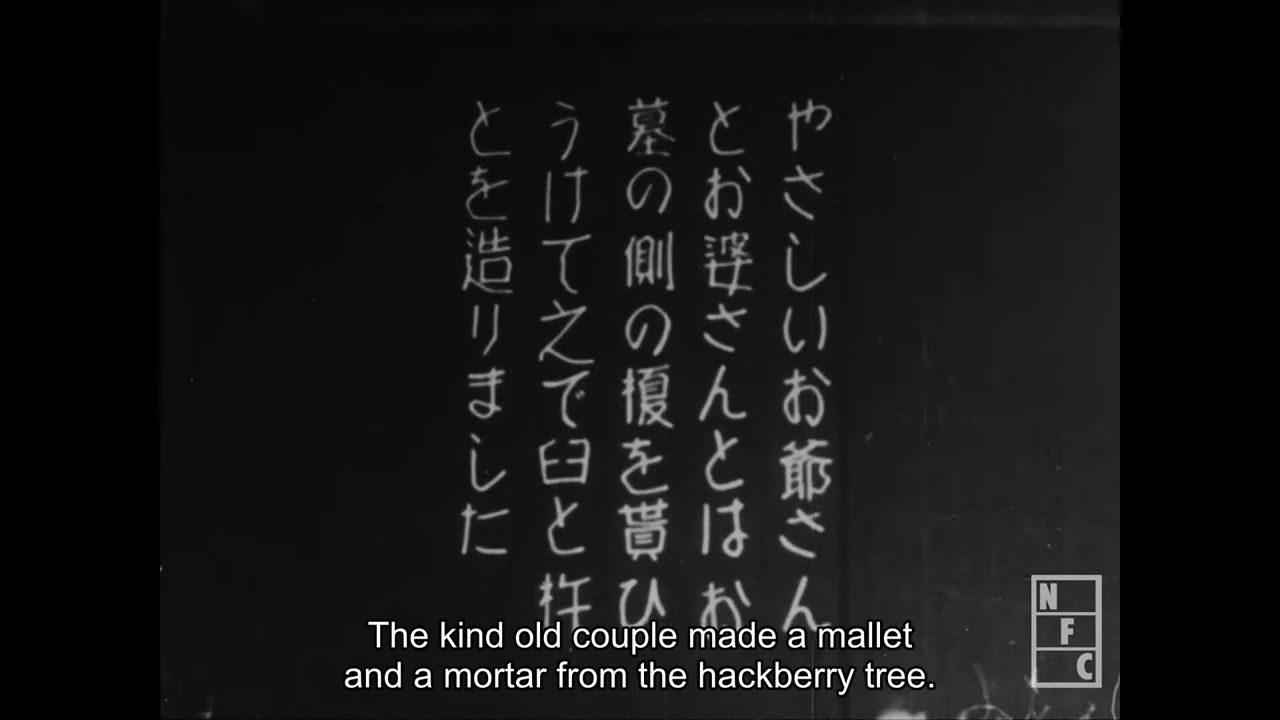 やさしいお爺さん
とお婆さんとはお
墓の側の榎を貰ひ
うけて之で臼と杵
とを造りました
The kind old couple made a mallet
and a mortar from the hackberry tree.
N
F
C